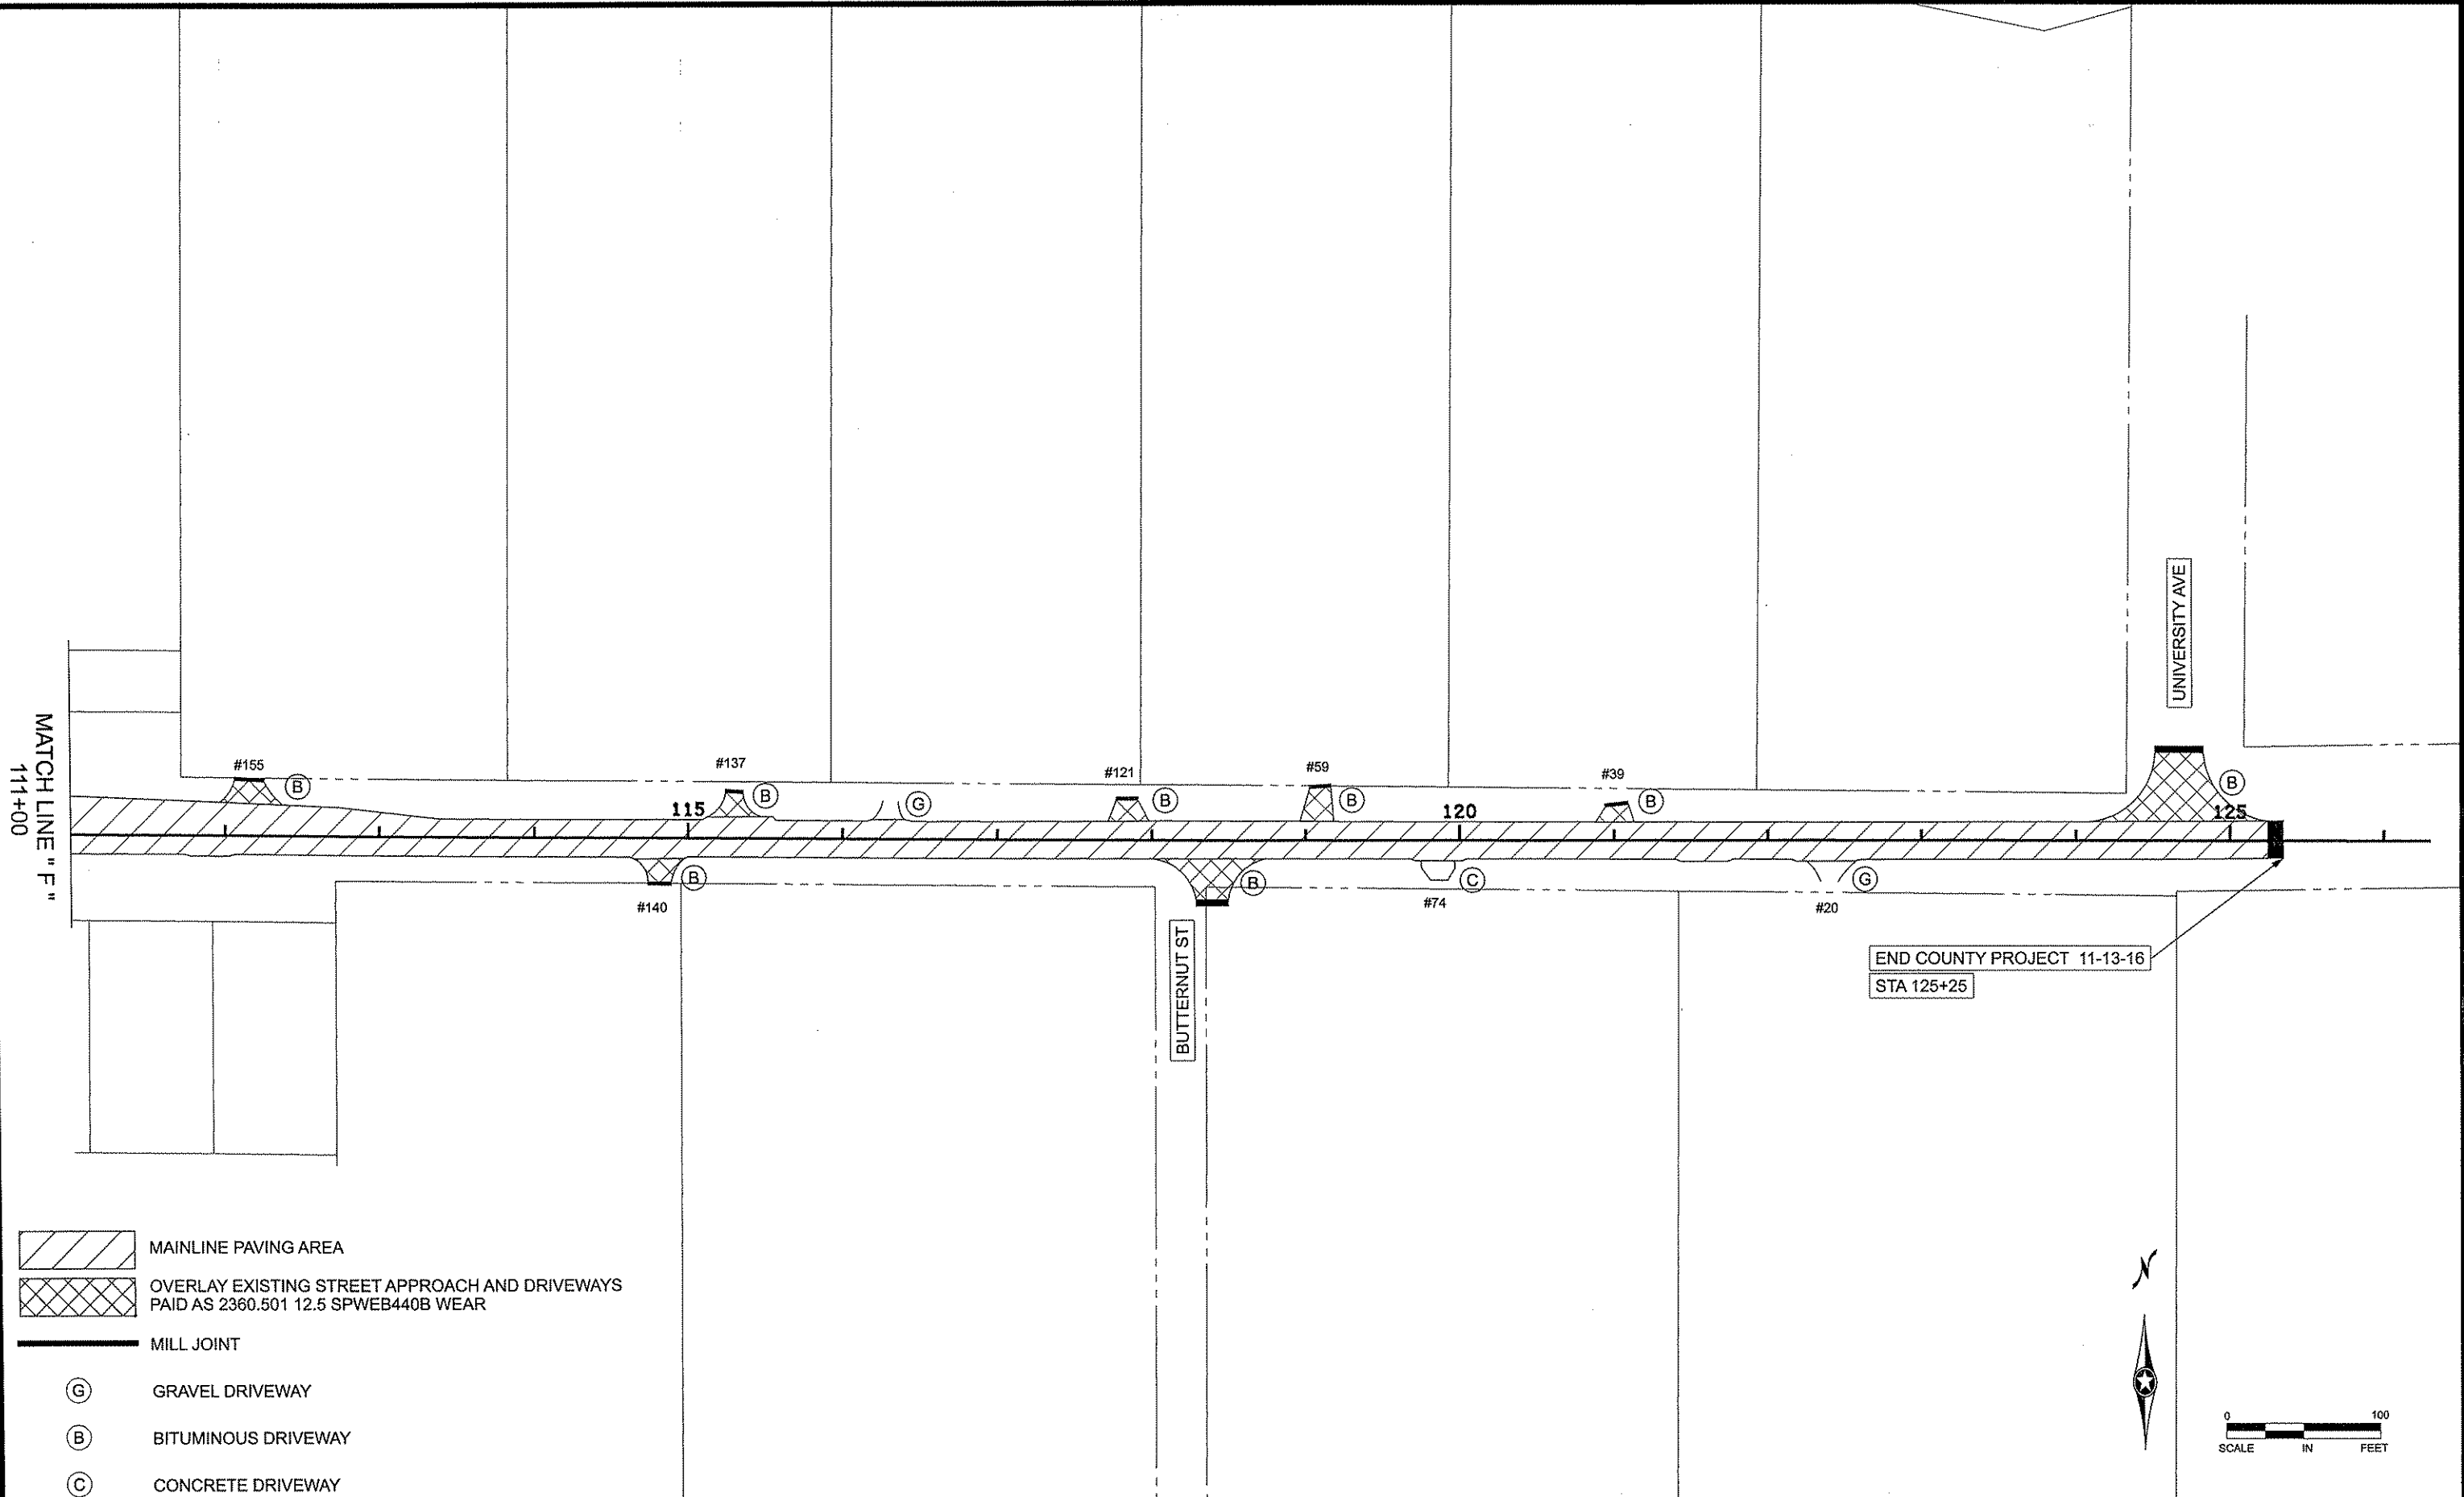 UNIVERSITY AVE
MATCH LINE "F"
111+00
#155
B
#137
B
G
#121
B
#59
B
#39
B
B
115
120
125
#140
B
B
#74
C
#20
G
BUTTERNUT ST
END COUNTY PROJECT 11-13-16
STA 125+25
MAINLINE PAVING AREA
OVERLAY EXISTING STREET APPROACH AND DRIVEWAYS
PAID AS 2360.501 12.5 SPWEB440B WEAR
MILL JOINT
G GRAVEL DRIVEWAY
B BITUMINOUS DRIVEWAY
C CONCRETE DRIVEWAY
N
0 100
SCALE IN FEET